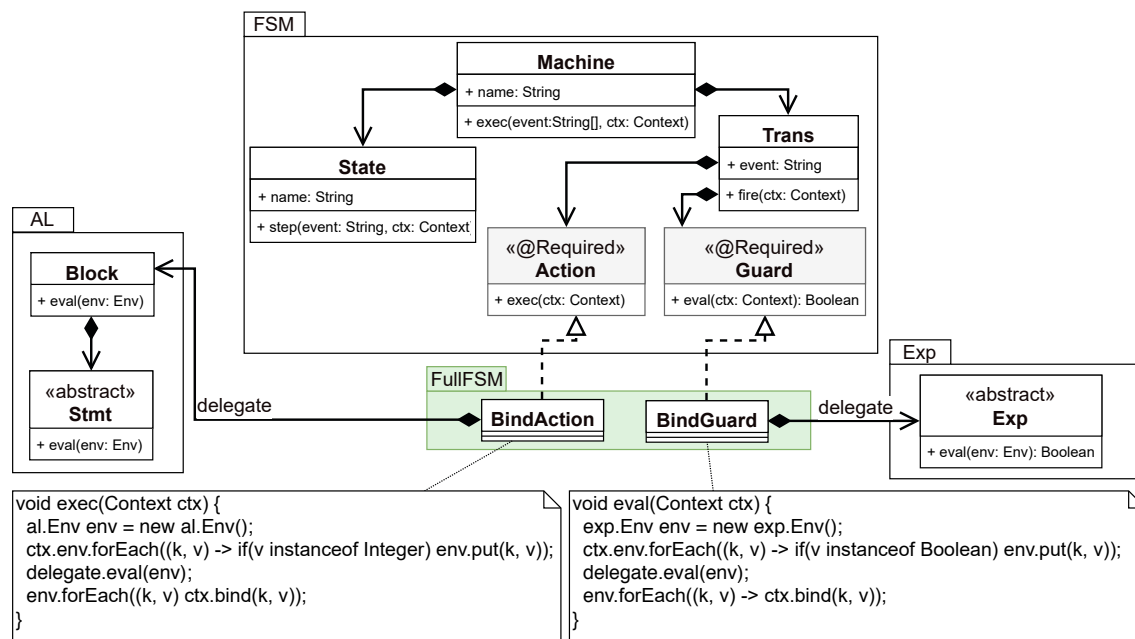 FSM
Machine
+ name: String
+ exec(event:String[], ctx: Context)
Trans
+ event: String
+ fire(ctx: Context)
State
+ name: String
+ step(event: String, ctx: Context)
AL
Block
+ eval(env: Env)
«@Required»
Action
+ exec(ctx: Context)
«@Required»
Guard
+ eval(ctx: Context): Boolean
«abstract»
Stmt
+ eval(env: Env)
delegate
FullFSM
BindAction
BindGuard
delegate
Exp
«abstract»
Exp
+ eval(env: Env): Boolean
void exec(Context ctx) {
al.Env env = new al.Env();
ctx.env.forEach((k, v) -> if(v instanceof Integer) env.put(k, v));
delegate.eval(env);
env.forEach((k, v) ctx.bind(k, v));
}
void eval(Context ctx) {
exp.Env env = new exp.Env();
ctx.env.forEach((k, v) -> if(v instanceof Boolean) env.put(k, v));
delegate.eval(env);
env.forEach((k, v) -> ctx.bind(k, v));
}